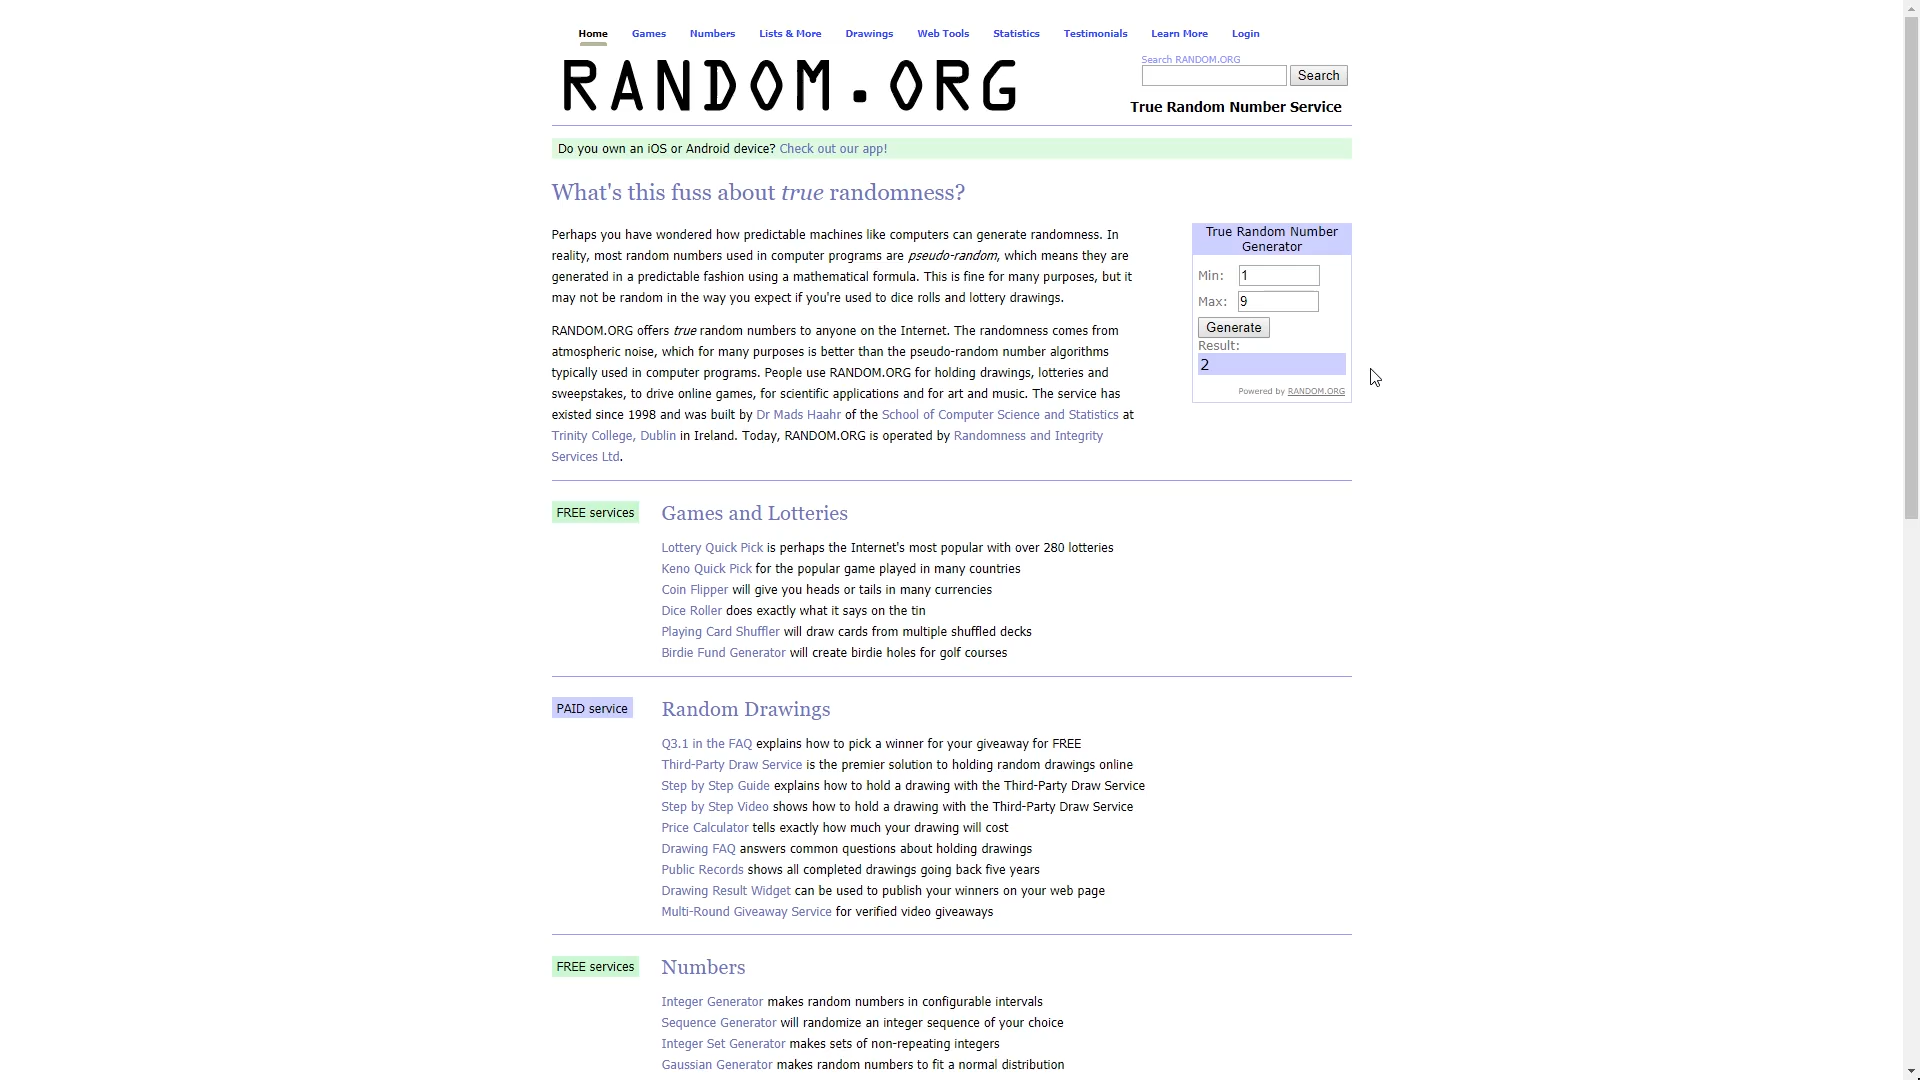 Home Games Numbers Lists & More Drawings Web Tools Statistics Testimonials Learn More Login
RANDOM.ORG
Search RANDOM.ORG
Search
True Random Number Service
Do you own an iOS or Android device? Check out our app!
What's this fuss about true randomness?
Perhaps you have wondered how predictable machines like computers can generate randomness. In
reality, most random numbers used in computer programs are pseudo-random, which means they are
generated in a predictable fashion using a mathematical formula. This is fine for many purposes, but it
may not be random in the way you expect if you're used to dice rolls and lottery drawings.
RANDOM.ORG offers true random numbers to anyone on the Internet. The randomness comes from
atmospheric noise, which for many purposes is better than the pseudo-random number algorithms
typically used in computer programs. People use RANDOM.ORG for holding drawings, lotteries and
sweepstakes, to drive online games, for scientific applications and for art and music. The service has
existed since 1998 and was built by Dr Mads Haahr of the School of Computer Science and Statistics at
Trinity College, Dublin in Ireland. Today, RANDOM.ORG is operated by Randomness and Integrity
Services Ltd.
True Random Number
Generator
Min: 1
Max: 9
Generate
Result:
2
Powered by RANDOM.ORG
FREE services
Games and Lotteries
Lottery Quick Pick is perhaps the Internet's most popular with over 280 lotteries
Keno Quick Pick for the popular game played in many countries
Coin Flipper will give you heads or tails in many currencies
Dice Roller does exactly what it says on the tin
Playing Card Shuffler will draw cards from multiple shuffled decks
Birdie Fund Generator will create birdie holes for golf courses
PAID service
Random Drawings
Q3.1 in the FAQ explains how to pick a winner for your giveaway for FREE
Third-Party Draw Service is the premier solution to holding random drawings online
Step by Step Guide explains how to hold a drawing with the Third-Party Draw Service
Step by Step Video shows how to hold a drawing with the Third-Party Draw Service
Price Calculator tells exactly how much your drawing will cost
Drawing FAQ answers common questions about holding drawings
Public Records shows all completed drawings going back five years
Drawing Result Widget can be used to publish your winners on your web page
Multi-Round Giveaway Service for verified video giveaways
FREE services
Numbers
Integer Generator makes random numbers in configurable intervals
Sequence Generator will randomize an integer sequence of your choice
Integer Set Generator makes sets of non-repeating integers
Gaussian Generator makes random numbers to fit a normal distribution